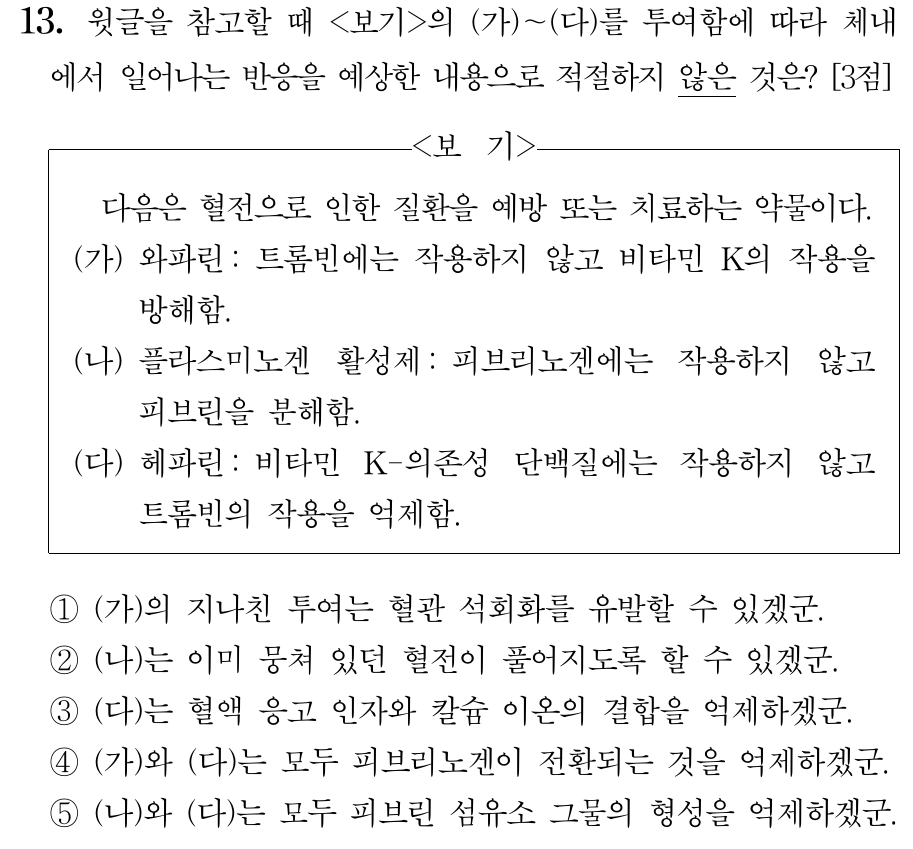 13. 윗글을 참고할 때 <보기>의 (가)~(다)를 투여함에 따라 체내
에서 일어나는 반응을 예상한 내용으로 적절하지 않은 것은? [3점]
<보 기>
다음은 혈전으로 인한 질환을 예방 또는 치료하는 약물이다.
(가) 와파린: 트롬빈에는 작용하지 않고 비타민 K의 작용을
방해함.
(나) 플라스미노겐 활성제: 피브리노겐에는 작용하지 않고
피브린을 분해함.
(다) 헤파린: 비타민 K-의존성 단백질에는 작용하지 않고
트롬빈의 작용을 억제함.
① (가)의 지나친 투여는 혈관 석회화를 유발할 수 있겠군.
② (나)는 이미 뭉쳐 있던 혈전이 풀어지도록 할 수 있겠군.
③ (다)는 혈액 응고 인자와 칼슘 이온의 결합을 억제하겠군.
④ (가)와 (다)는 모두 피브리노겐이 전환되는 것을 억제하겠군.
⑤ (나)와 (다)는 모두 피브린 섬유소 그물의 형성을 억제하겠군.